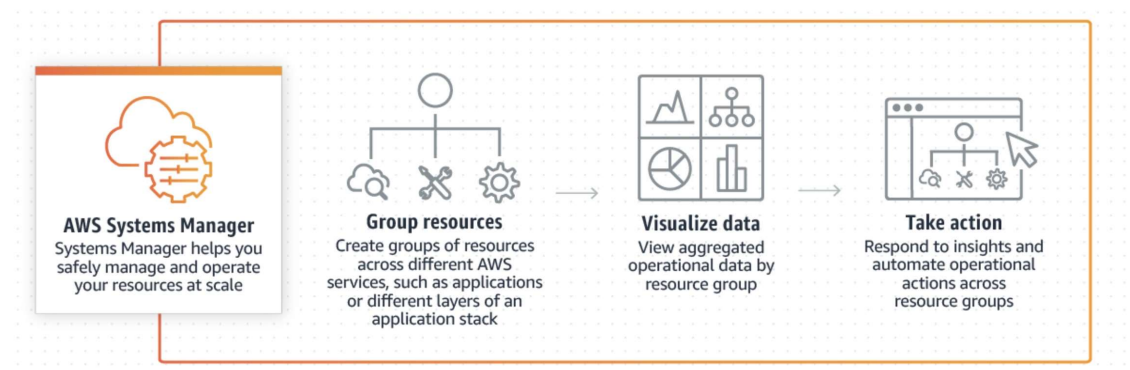 AWS Systems Manager
Systems Manager helps you
safely manage and operate
your resources at scale
Group resources
Create groups of resources
across different AWS
services, such as applications
or different layers of an
application stack
Visualize data
View aggregated
operational data by
resource group
Take action
Respond to insights and
automate operational
actions across
resource groups